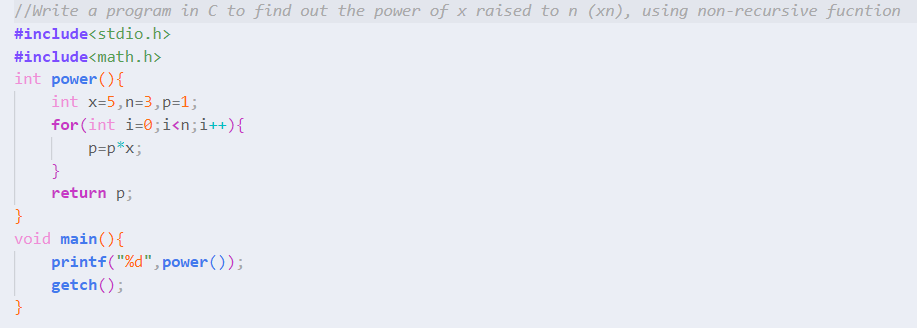 //Write a program in C to find out the power of x raised to n (xn), using non-recursive fucntion
#include<stdio.h>
#include<math.h>
int power(){
    int x=5,n=3,p=1;
    for(int i=0;i<n;i++){
        p=p*x;
    }
    return p;
}
void main(){
    printf("%d",power());
    getch();
}